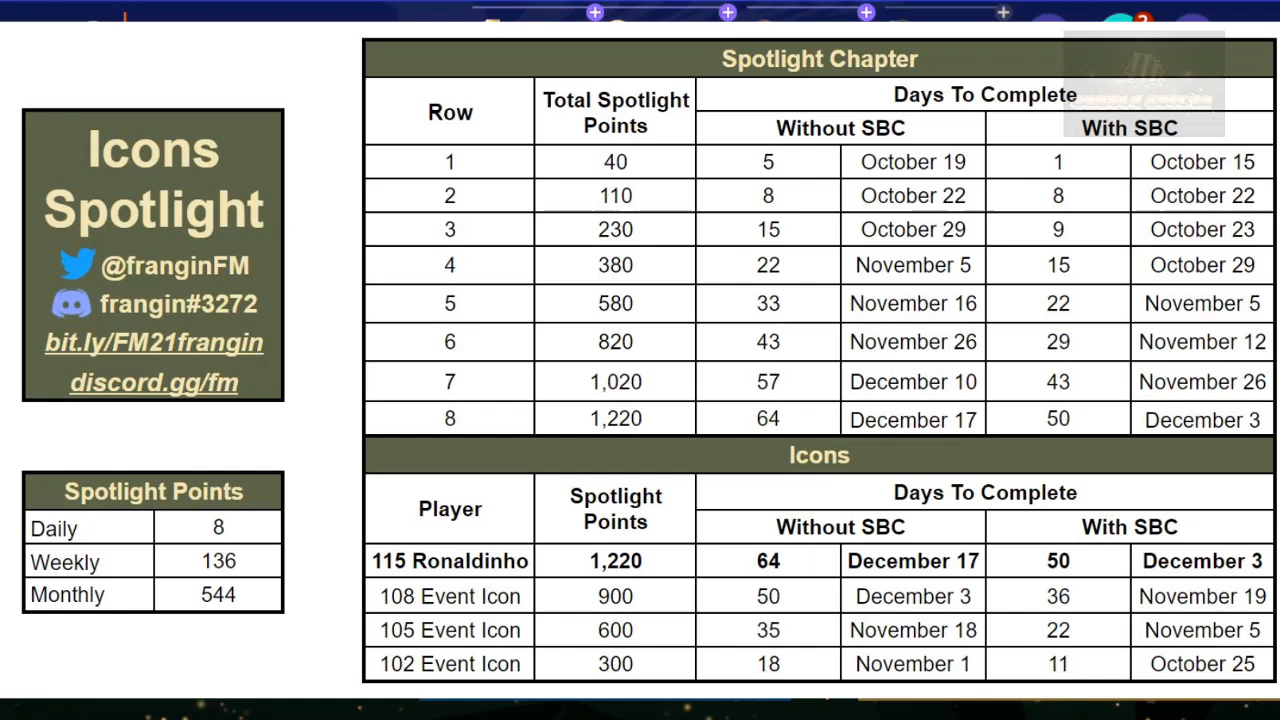 2
Icons
Spotlight
@franginFM
frangin#3272
bit.ly/FM21frangin
discord.gg/fm
Spotlight Points
Daily 8
Weekly 136
Monthly 544
Spotlight Chapter
Row Total Spotlight Points Days To Complete
Without SBC With SBC
1 40 5 October 19 1 October 15
2 110 8 October 22 8 October 22
3 230 15 October 29 9 October 23
4 380 22 November 5 15 October 29
5 580 33 November 16 22 November 5
6 820 43 November 26 29 November 12
7 1,020 57 December 10 43 November 26
8 1,220 64 December 17 50 December 3
Icons
Player Spotlight Points Days To Complete
Without SBC With SBC
115 Ronaldinho 1,220 64 December 17 50 December 3
108 Event Icon 900 50 December 3 36 November 19
105 Event Icon 600 35 November 18 22 November 5
102 Event Icon 300 18 November 1 11 October 25